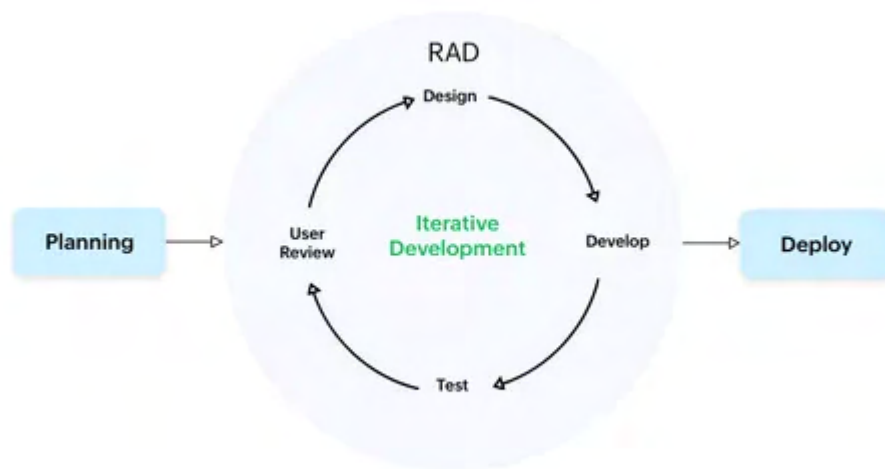 RAD
Design
Planning
User
Review
Iterative
Development
Develop
Deploy
Test